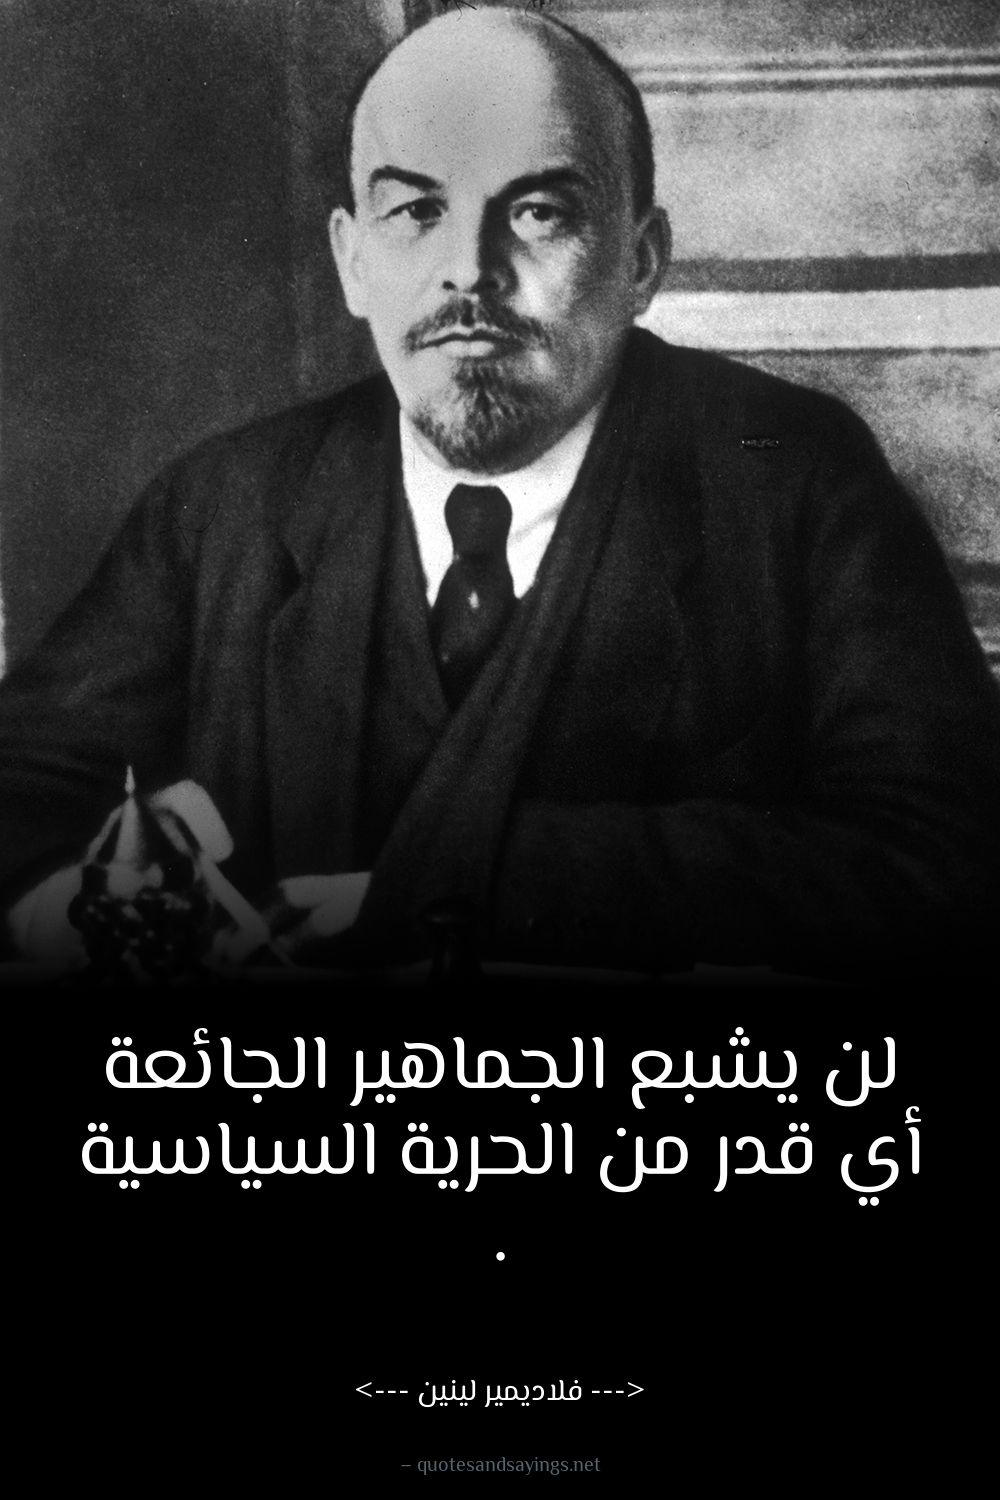 لن يشبع الجماهير الجائعة
أي قدر من الحرية السياسية
.
<--- فلاديمير لينين --->
– quotesandsayings.net